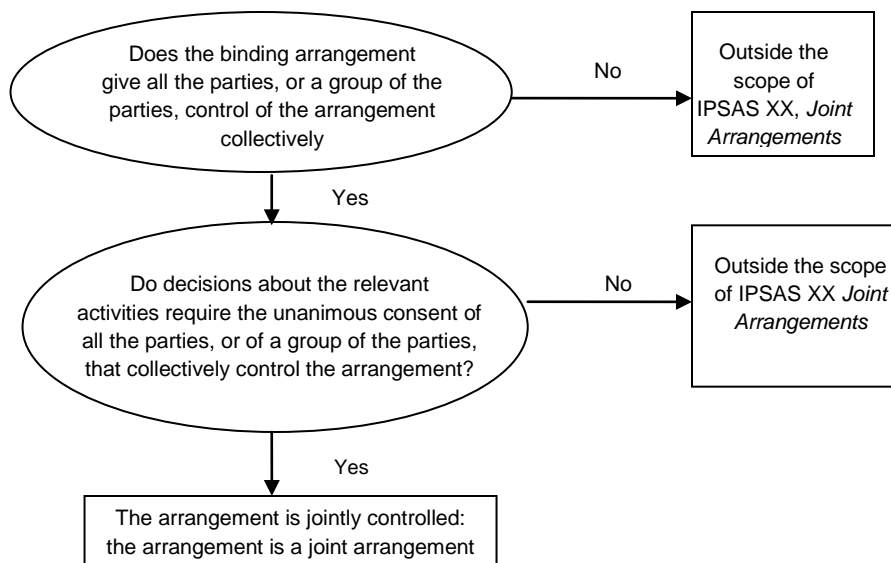 Does the binding arrangement
give all the parties, or a group of the
parties, control of the arrangement
collectively
No
Outside the
scope of
IPSAS XX, Joint
Arrangements
Yes
Do decisions about the relevant
activities require the unanimous consent of
all the parties, or of a group of the parties,
that collectively control the arrangement?
No
Outside the scope
of IPSAS XX Joint
Arrangements
Yes
The arrangement is jointly controlled:
the arrangement is a joint arrangement